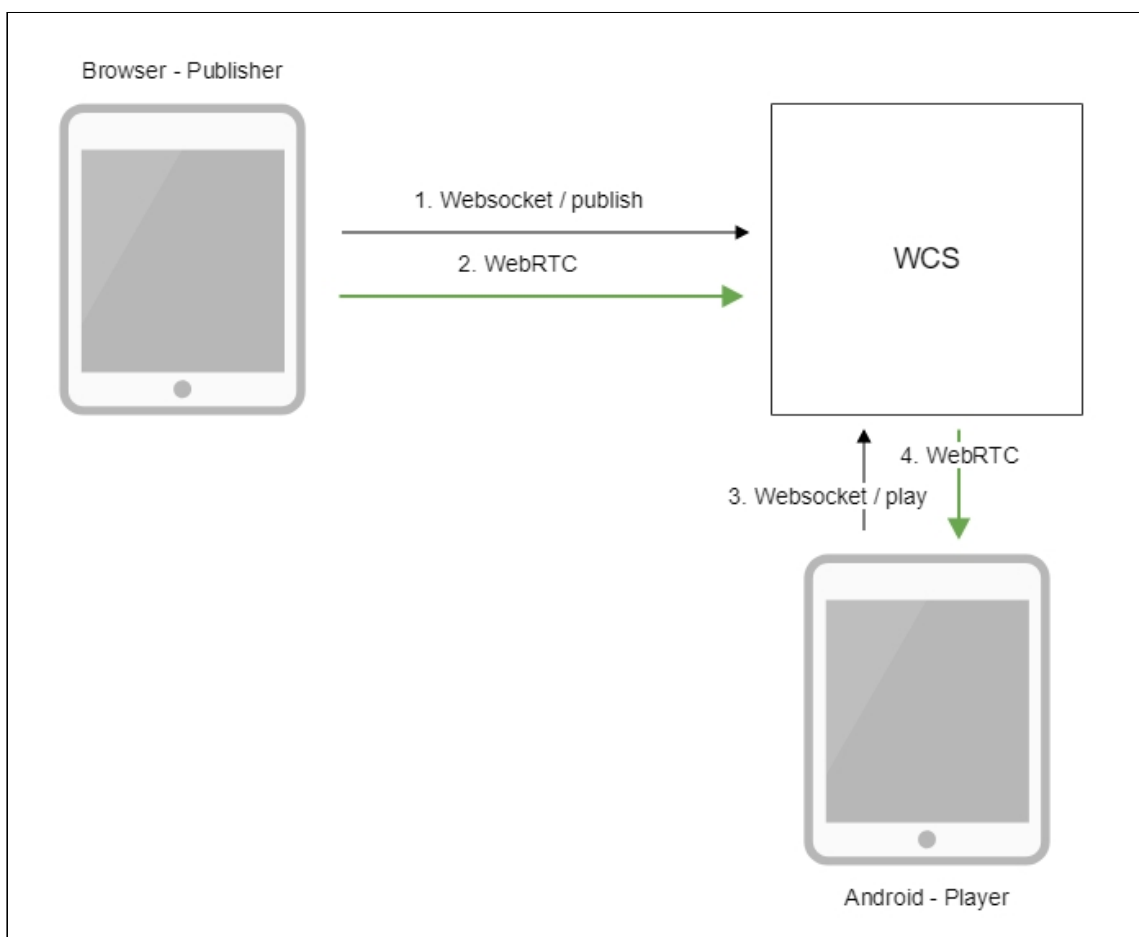 Browser - Publisher
1. Websocket / publish
2. WebRTC
WCS
4. WebRTC
3. Websocket / play
Android - Player